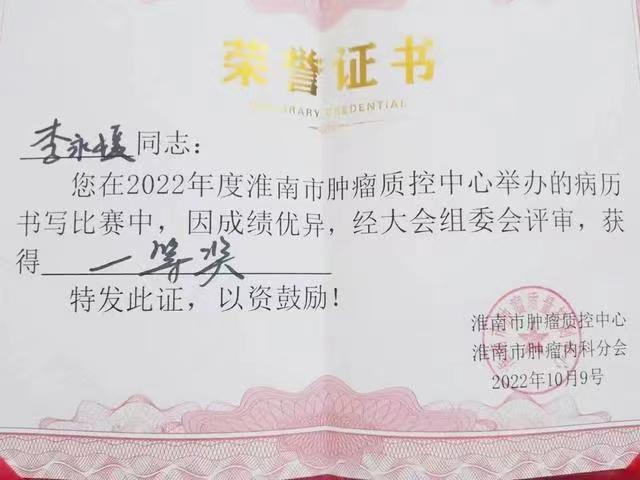 荣誉证书
HONORARY CREDENTIAL
李永媛同志：
您在2022年度淮南市肿瘤质控中心举办的病历
书写比赛中，因成绩优异，经大会组委会评审，获
得一等奖
特发此证，以资鼓励！
淮南市肿瘤质控中心
淮南市肿瘤内科分会
2022年10月9号